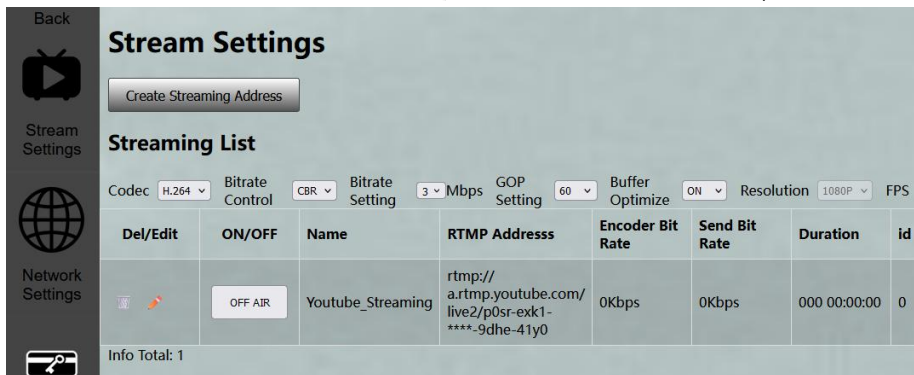 Back
Stream Settings
Create Streaming Address
Stream
Settings
Streaming List
Codec H.264 Bitrate Control CBR Bitrate Setting 3 Mbps GOP Setting 60 Buffer Optimize ON Resolution 1080P FPS
Del/Edit ON/OFF Name RTMP Addresss Encoder Bit Rate Send Bit Rate Duration id
Network
Settings
OFF AIR Youtube_Streaming
rtmp://
a.rtmp.youtube.com/
live2/p0sr-exk1-
****-9dhe-41y0
0Kbps 0Kbps 000 00:00:00 0
Info Total: 1